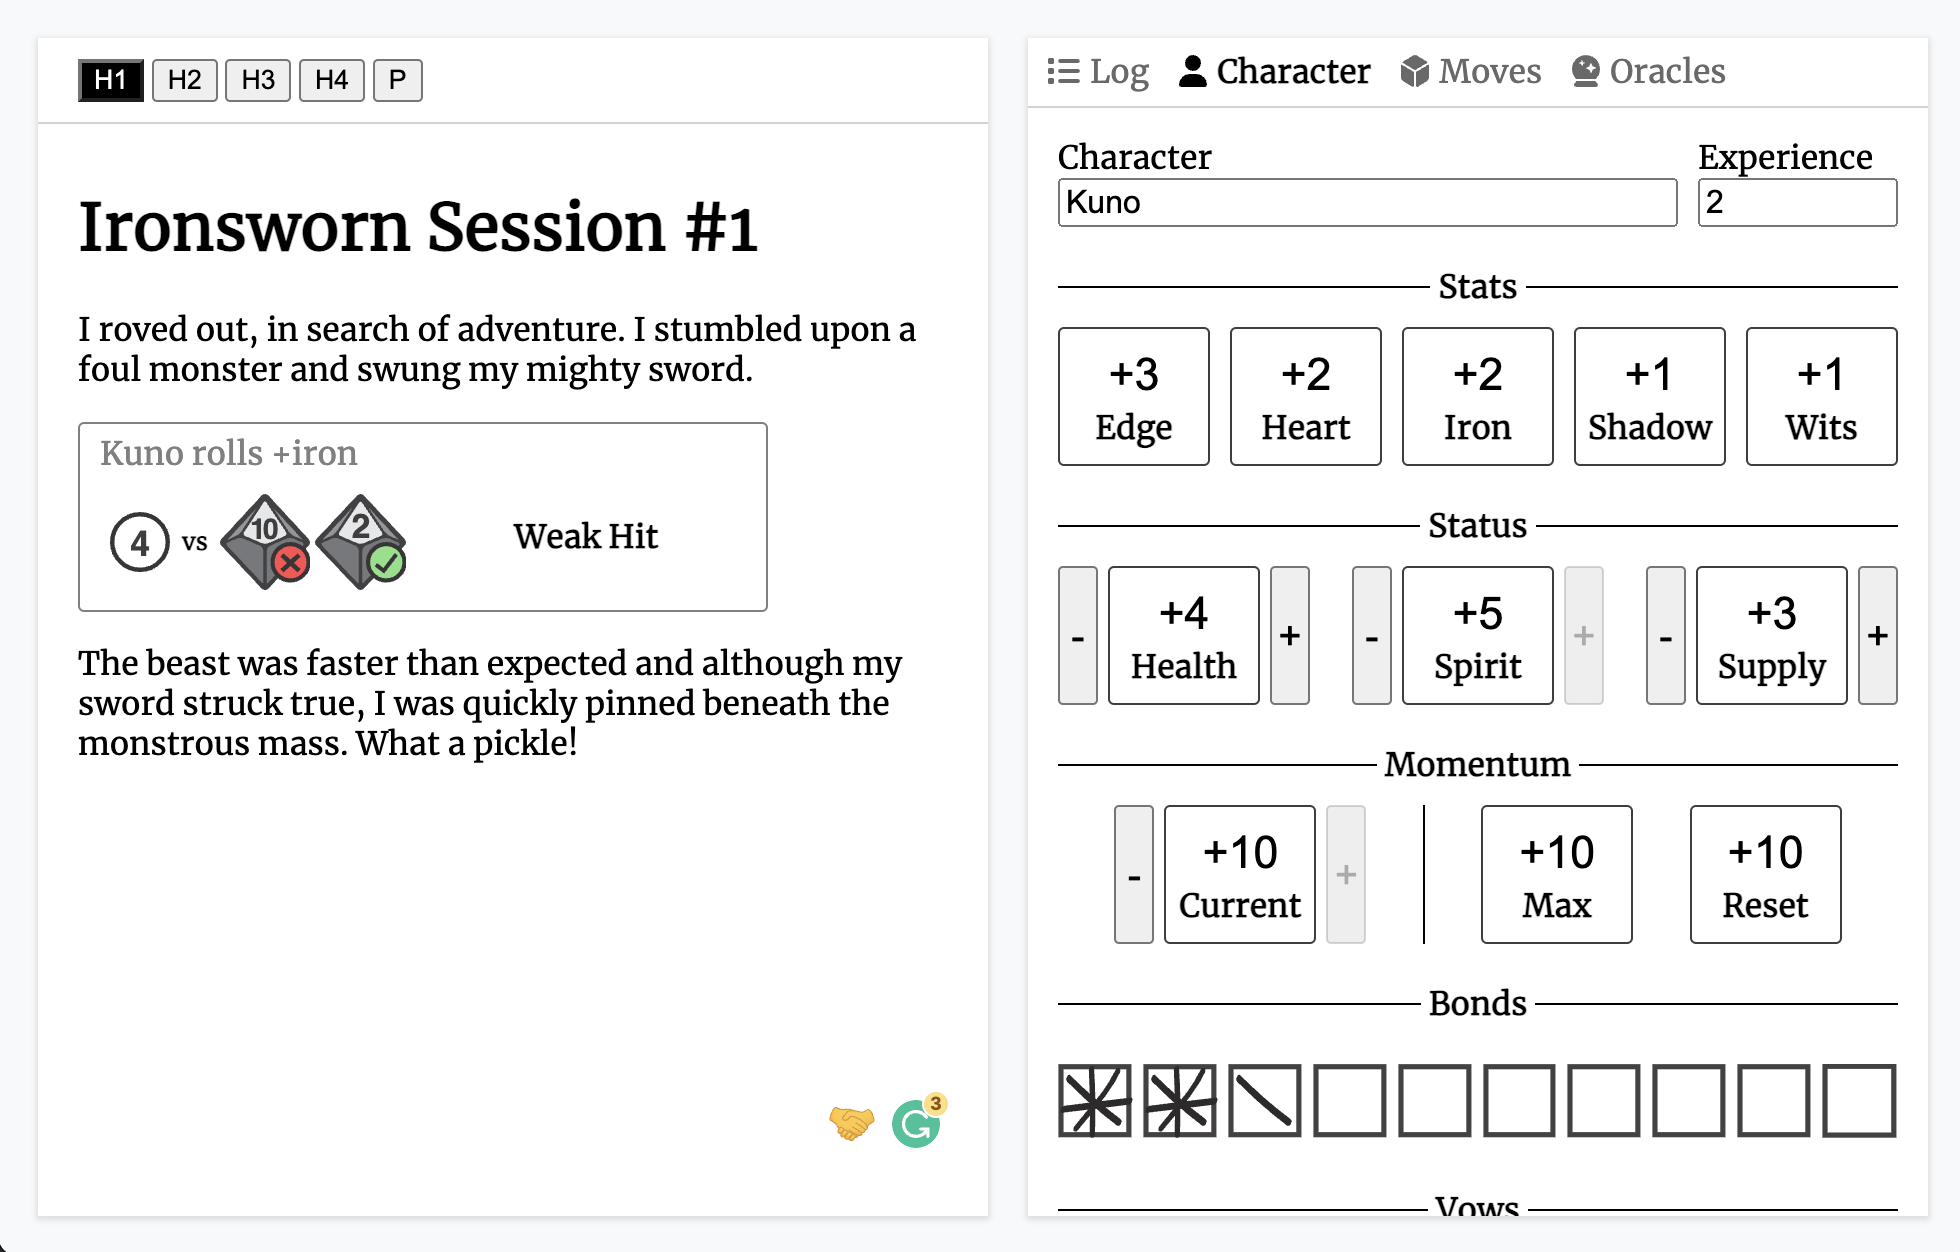 H1 H2 H3 H4 P
Ironsworn Session #1
I roved out, in search of adventure. I stumbled upon a
foul monster and swung my mighty sword.
Kuno rolls +iron
4 vs 10 2 Weak Hit
The beast was faster than expected and although my
sword struck true, I was quickly pinned beneath the
monstrous mass. What a pickle!
3
Log Character Moves Oracles
Character Experience
Kuno 2
Stats
+3 +2 +2 +1 +1
Edge Heart Iron Shadow Wits
Status
- +4 Health + - +5 Spirit + - +3 Supply +
Momentum
- +10 Current + +10 Max +10 Reset
Bonds
Vows